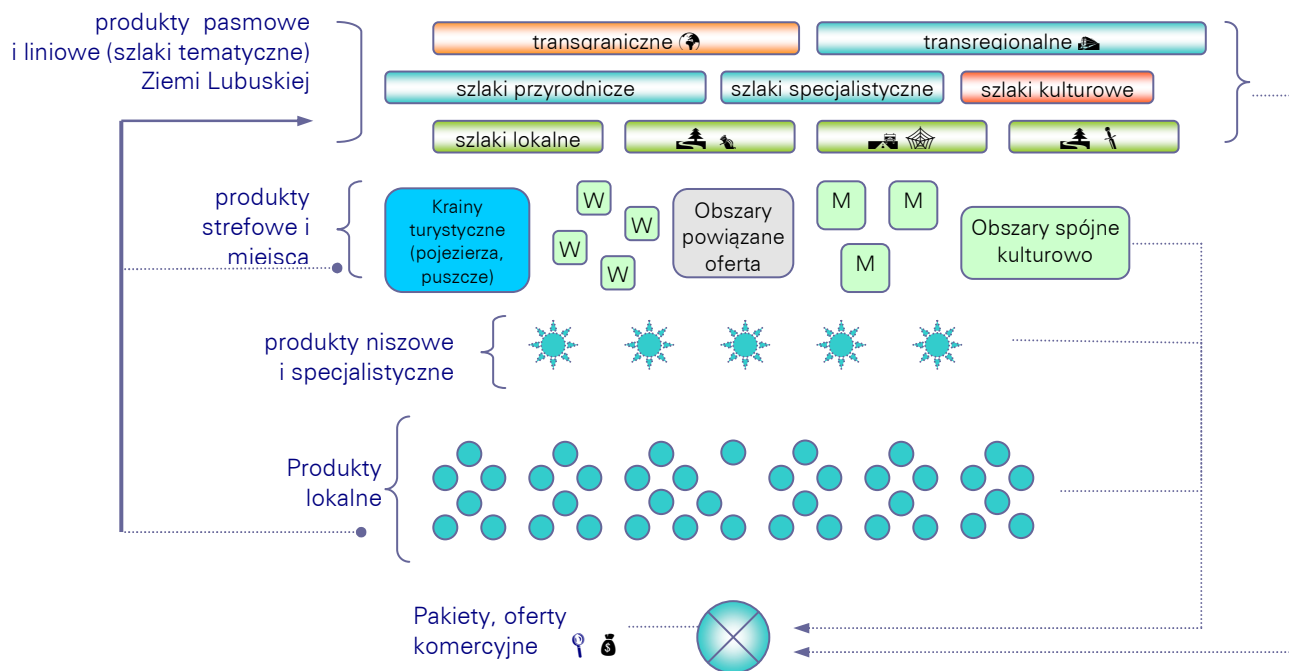 produkty pasmowe
i liniowe (szlaki tematyczne)
Ziemi Lubuskiej
transgraniczne
transregionalne
szlaki przyrodnicze
szlaki specjalistyczne
szlaki kulturowe
szlaki lokalne
produkty
strefowe i
miejsca
Krainy
turystyczne
(pojezierza,
puszcze)
W
W
W
W
Obszary
powiązane
oferta
M
M
M
Obszary spójne
kulturowo
produkty niszowe
i specjalistyczne
Produkty
lokalne
Pakiety, oferty
komercyjne